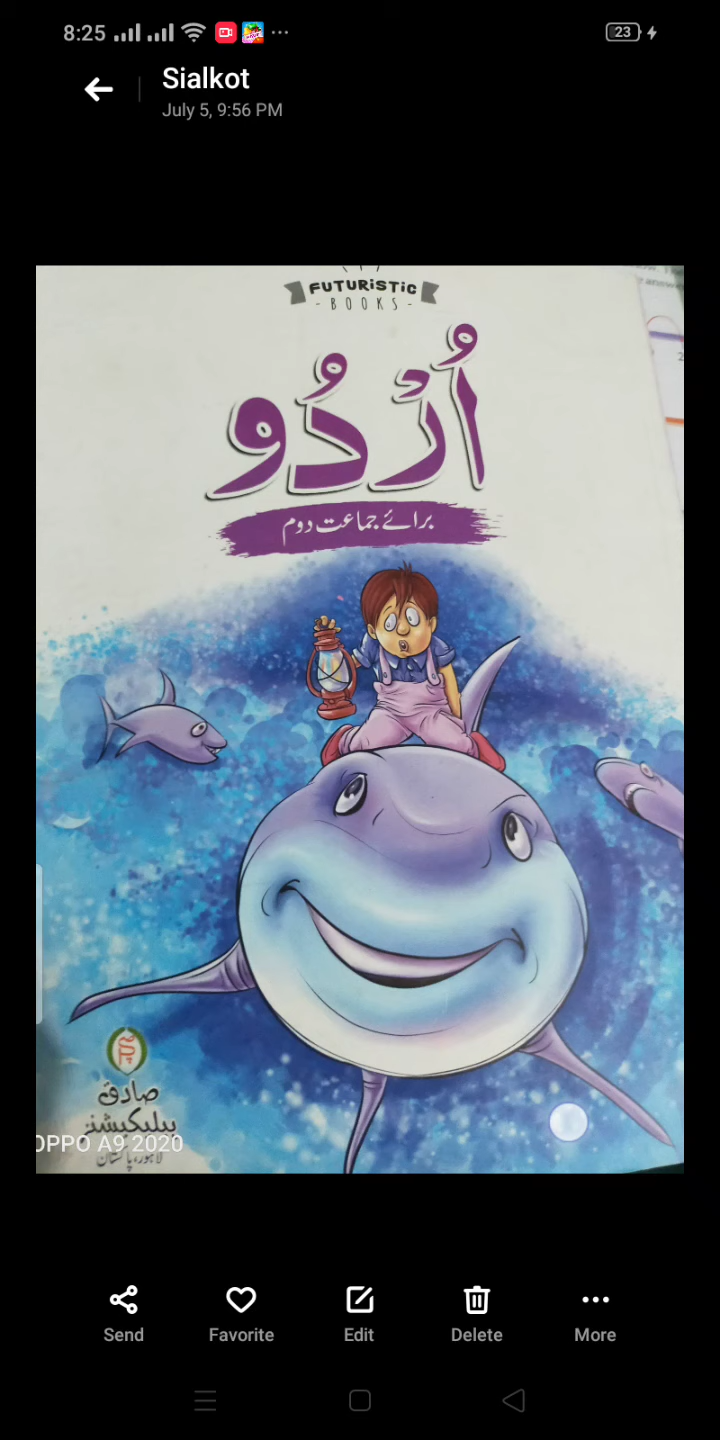 8:25
23
Sialkot
July 5, 9:56 PM
FUTURiSTiC
- BOOKS -
اُرْدُو
برائے جماعت دوم
صادق
پبلیکیشنز
لاہور، پاکستان
OPPO A9 2020
Send
Favorite
Edit
Delete
More